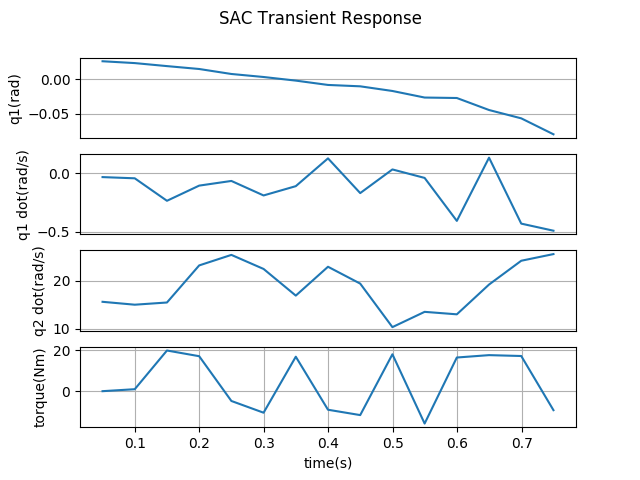 SAC Transient Response
q1(rad)
0.00
−0.05
q1 dot(rad/s)
0.0
−0.5
q2 dot(rad/s)
20
10
torque(Nm)
20
0
0.1 0.2 0.3 0.4 0.5 0.6 0.7
time(s)